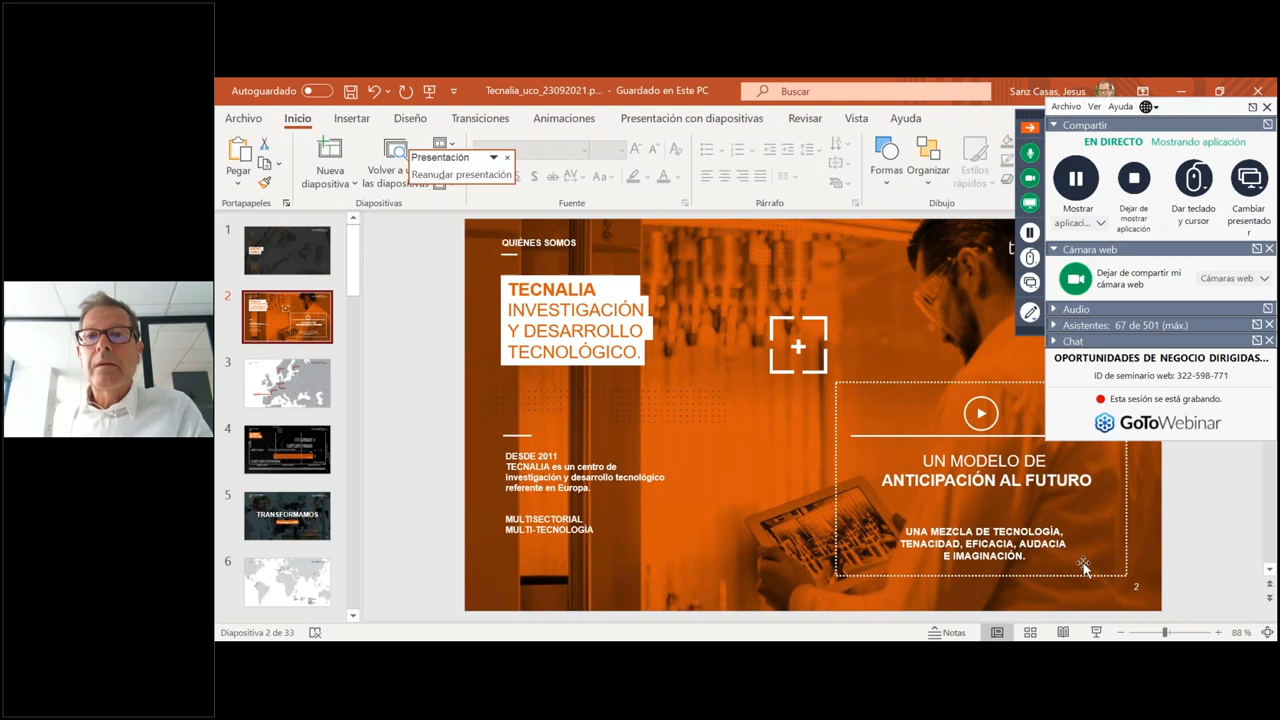 Autoguardado
Tecnalia_uco_23092021.p... - Guardado en Este PC
Buscar
Sanz Casas, Jesus
Archivo
Inicio
Insertar
Diseño
Transiciones
Animaciones
Presentación con diapositivas
Revisar
Vista
Ayuda
Pegar
Nueva
diapositiva
Volver a u
las diapositiv
Presentación
Reanudar presentación
Formas
Organizar
Estilos
rápidos
Portapapeles
Diapositivas
Fuente
Párrafo
Dibujo
1
2
3
4
5
TRANSFORMAMOS
6
QUIÉNES SOMOS
TECNALIA
INVESTIGACIÓN
Y DESARROLLO
TECNOLÓGICO.
DESDE 2011
TECNALIA es un centro de
investigación y desarrollo tecnológico
referente en Europa.
MULTISECTORIAL
MULTI-TECNOLOGÍA
UN MODELO DE
ANTICIPACIÓN AL FUTURO
UNA MEZCLA DE TECNOLOGÍA,
TENACIDAD, EFICACIA, AUDACIA
E IMAGINACIÓN.
2
Archivo Ver Ayuda
Compartir
EN DIRECTO Mostrando aplicación
Mostrar
aplicaci...
Dejar de
mostrar
aplicación
Dar teclado
y cursor
Cambiar
presentado
r
Cámara web
Dejar de compartir mi
cámara web
Cámaras web
Audio
Asistentes: 67 de 501 (máx.)
Chat
OPORTUNIDADES DE NEGOCIO DIRIGIDAS...
ID de seminario web: 322-598-771
Esta sesión se está grabando.
GoToWebinar
Diapositiva 2 de 33
Notas
88 %